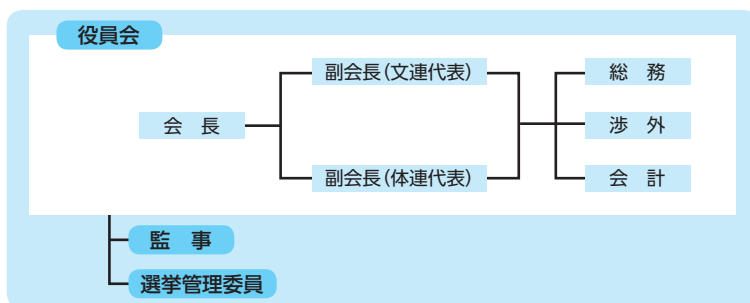 役員会
副会長(文連代表)
総　務
会　長
渉　外
副会長(体連代表)
会　計
監　事
選挙管理委員